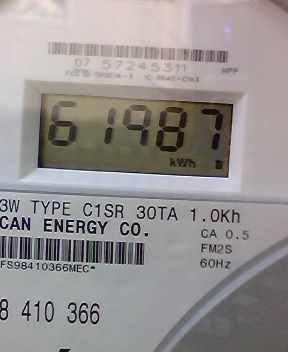 07 57245311
HPP
61987
kWh
3W TYPE C1SR 30TA 1.0Kh
CAN ENERGY CO.
CA 0.5
FM2S
60Hz
FS98410366MEC*
8 410 366